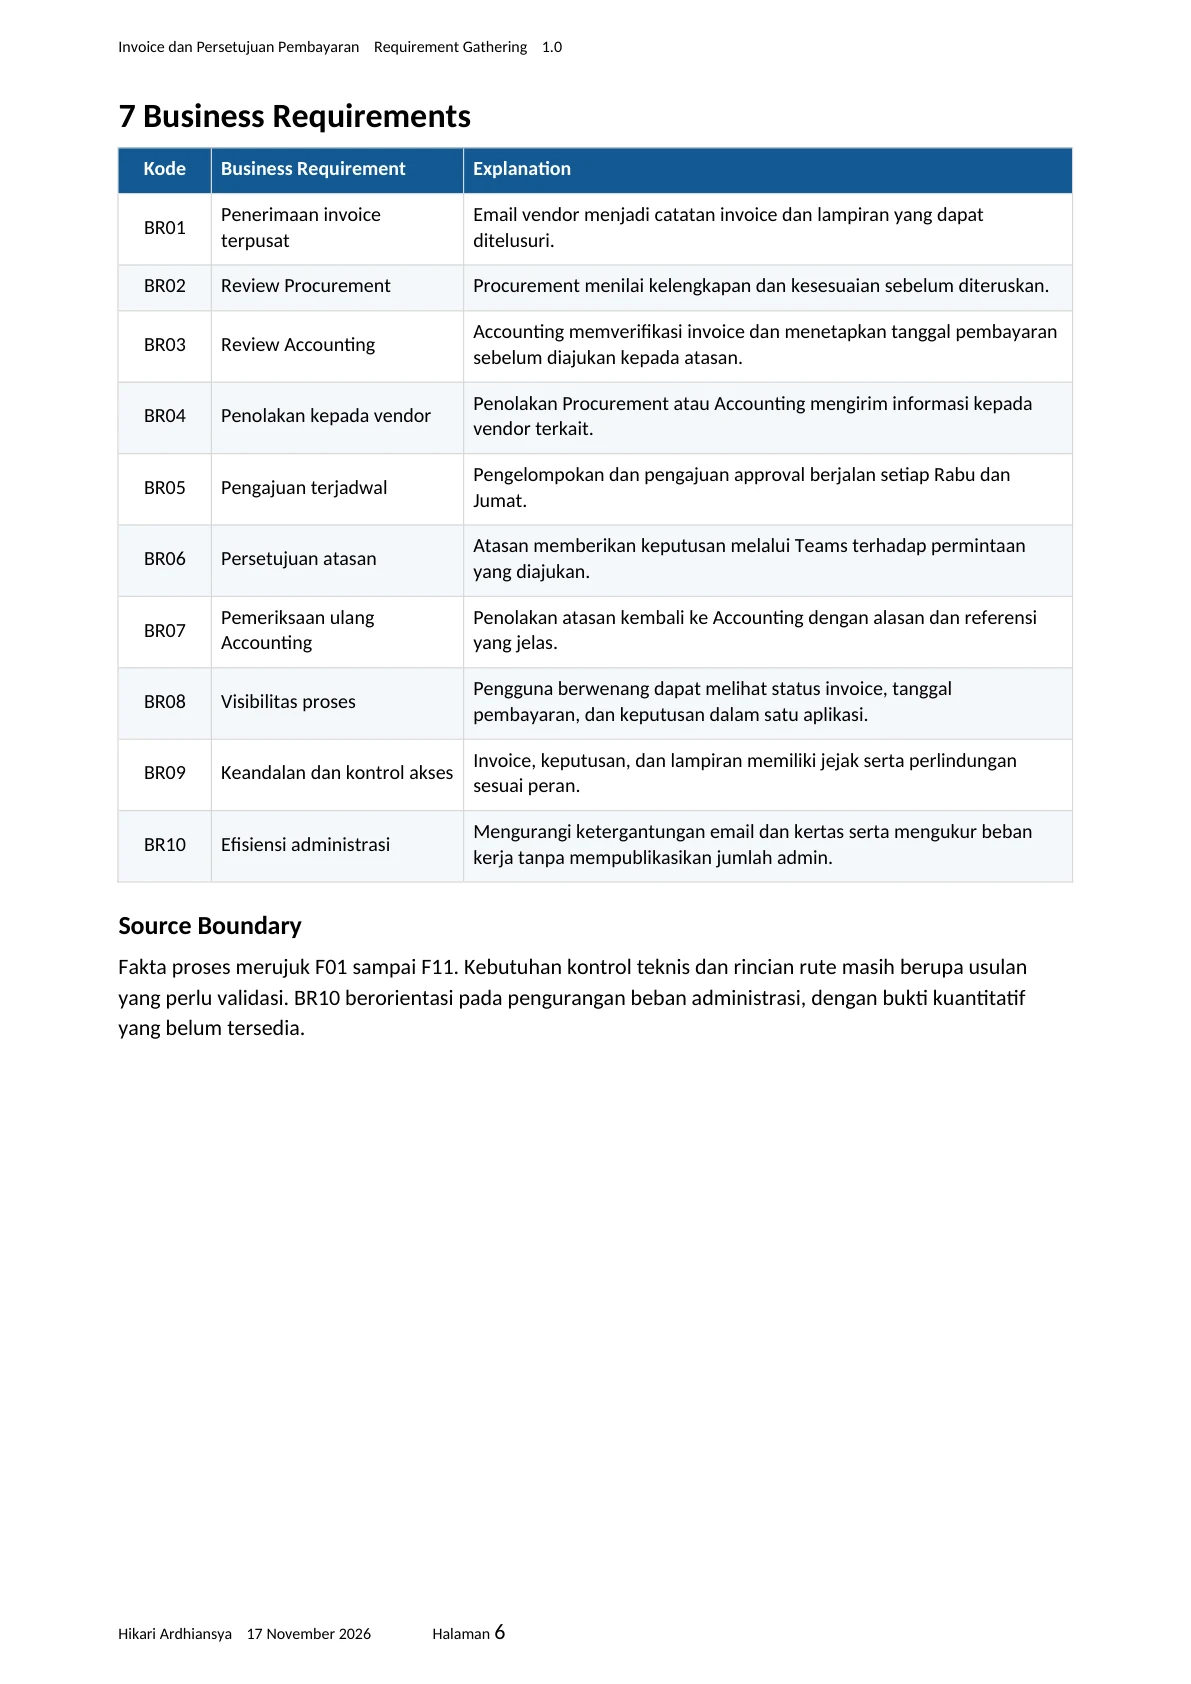 Invoice dan Persetujuan Pembayaran Requirement Gathering 1.0
7 Business Requirements
Kode Business Requirement Explanation
BR01 Penerimaan invoice terpusat Email vendor menjadi catatan invoice dan lampiran yang dapat ditelusuri.
BR02 Review Procurement Procurement menilai kelengkapan dan kesesuaian sebelum diteruskan.
BR03 Review Accounting Accounting memverifikasi invoice dan menetapkan tanggal pembayaran sebelum diajukan kepada atasan.
BR04 Penolakan kepada vendor Penolakan Procurement atau Accounting mengirim informasi kepada vendor terkait.
BR05 Pengajuan terjadwal Pengelompokan dan pengajuan approval berjalan setiap Rabu dan Jumat.
BR06 Persetujuan atasan Atasan memberikan keputusan melalui Teams terhadap permintaan yang diajukan.
BR07 Pemeriksaan ulang Accounting Penolakan atasan kembali ke Accounting dengan alasan dan referensi yang jelas.
BR08 Visibilitas proses Pengguna berwenang dapat melihat status invoice, tanggal pembayaran, dan keputusan dalam satu aplikasi.
BR09 Keandalan dan kontrol akses Invoice, keputusan, dan lampiran memiliki jejak serta perlindungan sesuai peran.
BR10 Efisiensi administrasi Mengurangi ketergantungan email dan kertas serta mengukur beban kerja tanpa mempublikasikan jumlah admin.
Source Boundary
Fakta proses merujuk F01 sampai F11. Kebutuhan kontrol teknis dan rincian rute masih berupa usulan
yang perlu validasi. BR10 berorientasi pada pengurangan beban administrasi, dengan bukti kuantitatif
yang belum tersedia.
Hikari Ardhiansya 17 November 2026 Halaman 6